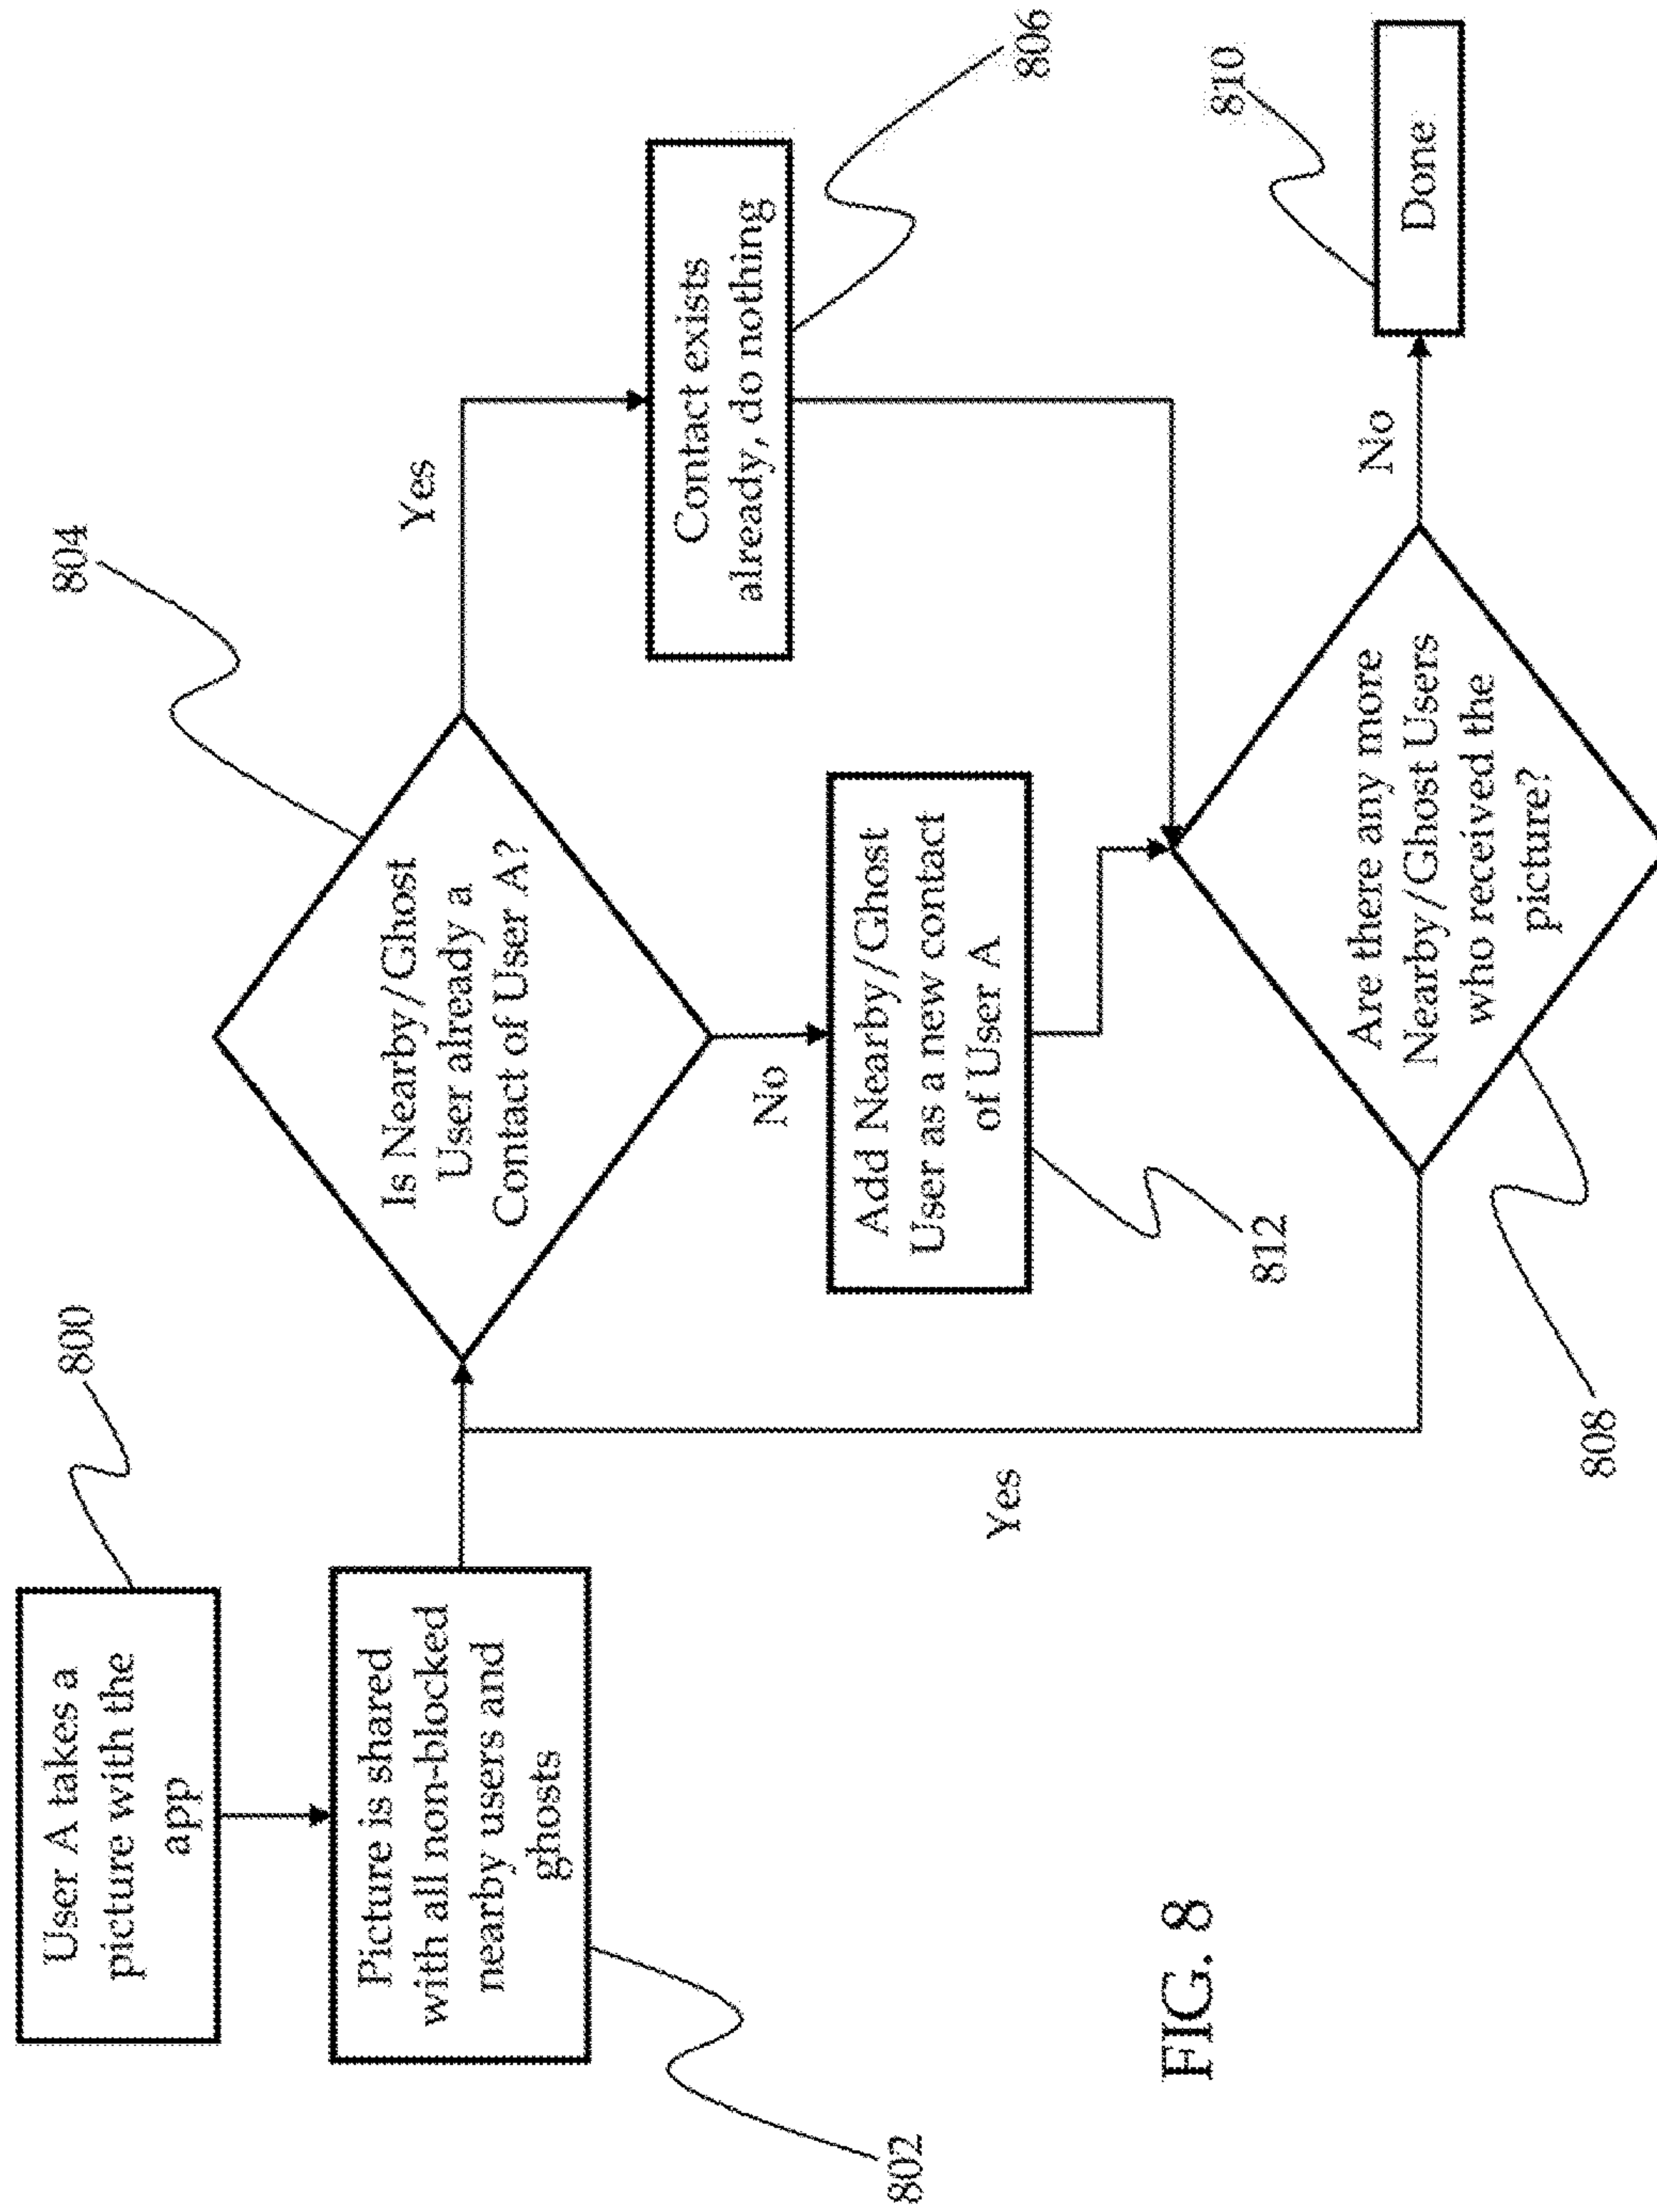 800
User A takes a
picture with the
app
Picture is shared
with all non-blocked
nearby users and
ghosts
802
804
Is Nearby/Ghost
User already a
Contact of User A?
Yes
Contact exists
already, do nothing
806
No
Add Nearby/Ghost
User as a new contact
of User A
812
Yes
Are there any more
Nearby/Ghost Users
who received the
picture?
808
No
Done
810
FIG. 8